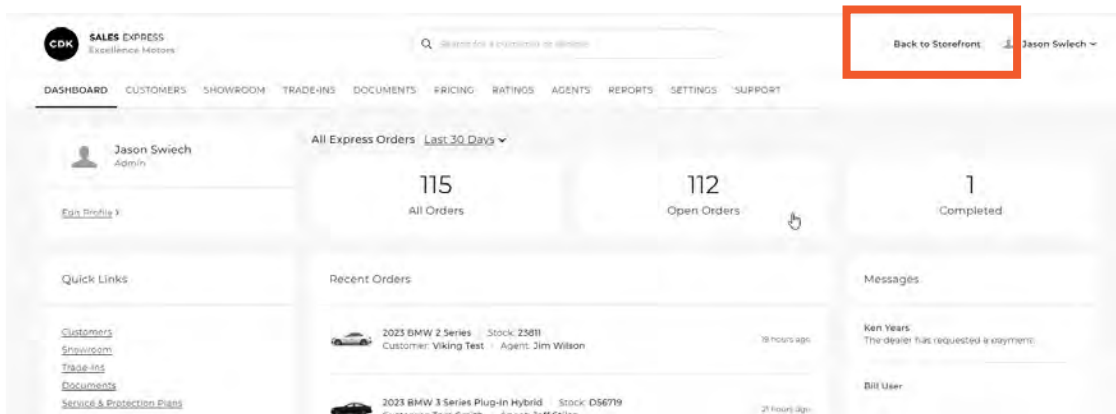 CDK
SALES EXPRESS
Excellence Motors
Search for a customer or
Back to Storefront
Jason Swiech
DASHBOARD CUSTOMERS SHOWROOM TRADE-INS DOCUMENTS PRICING RATINGS AGENTS REPORTS SETTINGS SUPPORT
Jason Swiech
Admin
Edit Profile
All Express Orders Last 30 Days
115
All Orders
112
Open Orders
1
Completed
Quick Links
Customers
Showroom
Trade-Ins
Documents
Service & Protection Plans
Recent Orders
2023 BMW 2 Series Stock: 23811
Customer: Viking Test Agent: Jim Wilson
19 hours ago
2023 BMW 3 Series Plug-In Hybrid Stock: D56719
21 hours ago
Messages
Ken Years
The dealer has requested a payment.
Bill User